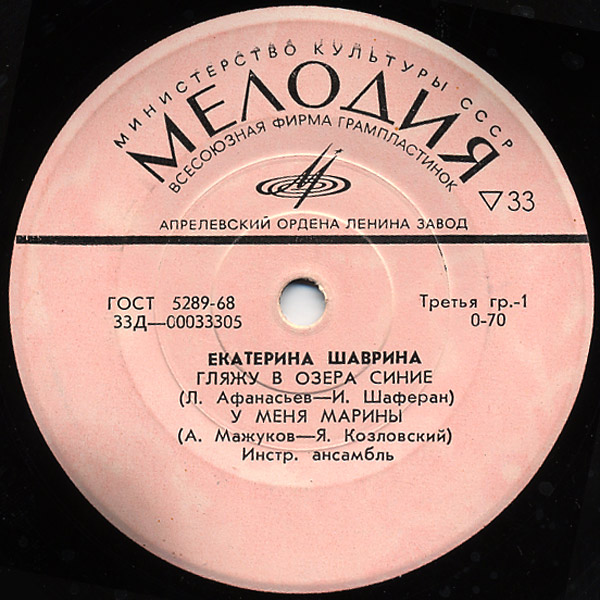 МИНИСТЕРСТВО КУЛЬТУРЫ СССР
МЕЛОДИЯ
ВСЕСОЮЗНАЯ ФИРМА ГРАМПЛАСТИНОК
▽33
АПРЕЛЕВСКИЙ ОРДЕНА ЛЕНИНА ЗАВОД
ГОСТ 5289-68
33Д—00033305
Третья гр.-1
0-70
ЕКАТЕРИНА ШАВРИНА
ГЛЯЖУ В ОЗЕРА СИНИЕ
(Л. Афанасьев—И. Шаферан)
У МЕНЯ МАРИНЫ
(А. Мажуков—Я. Козловский)
Инстр. ансамбль